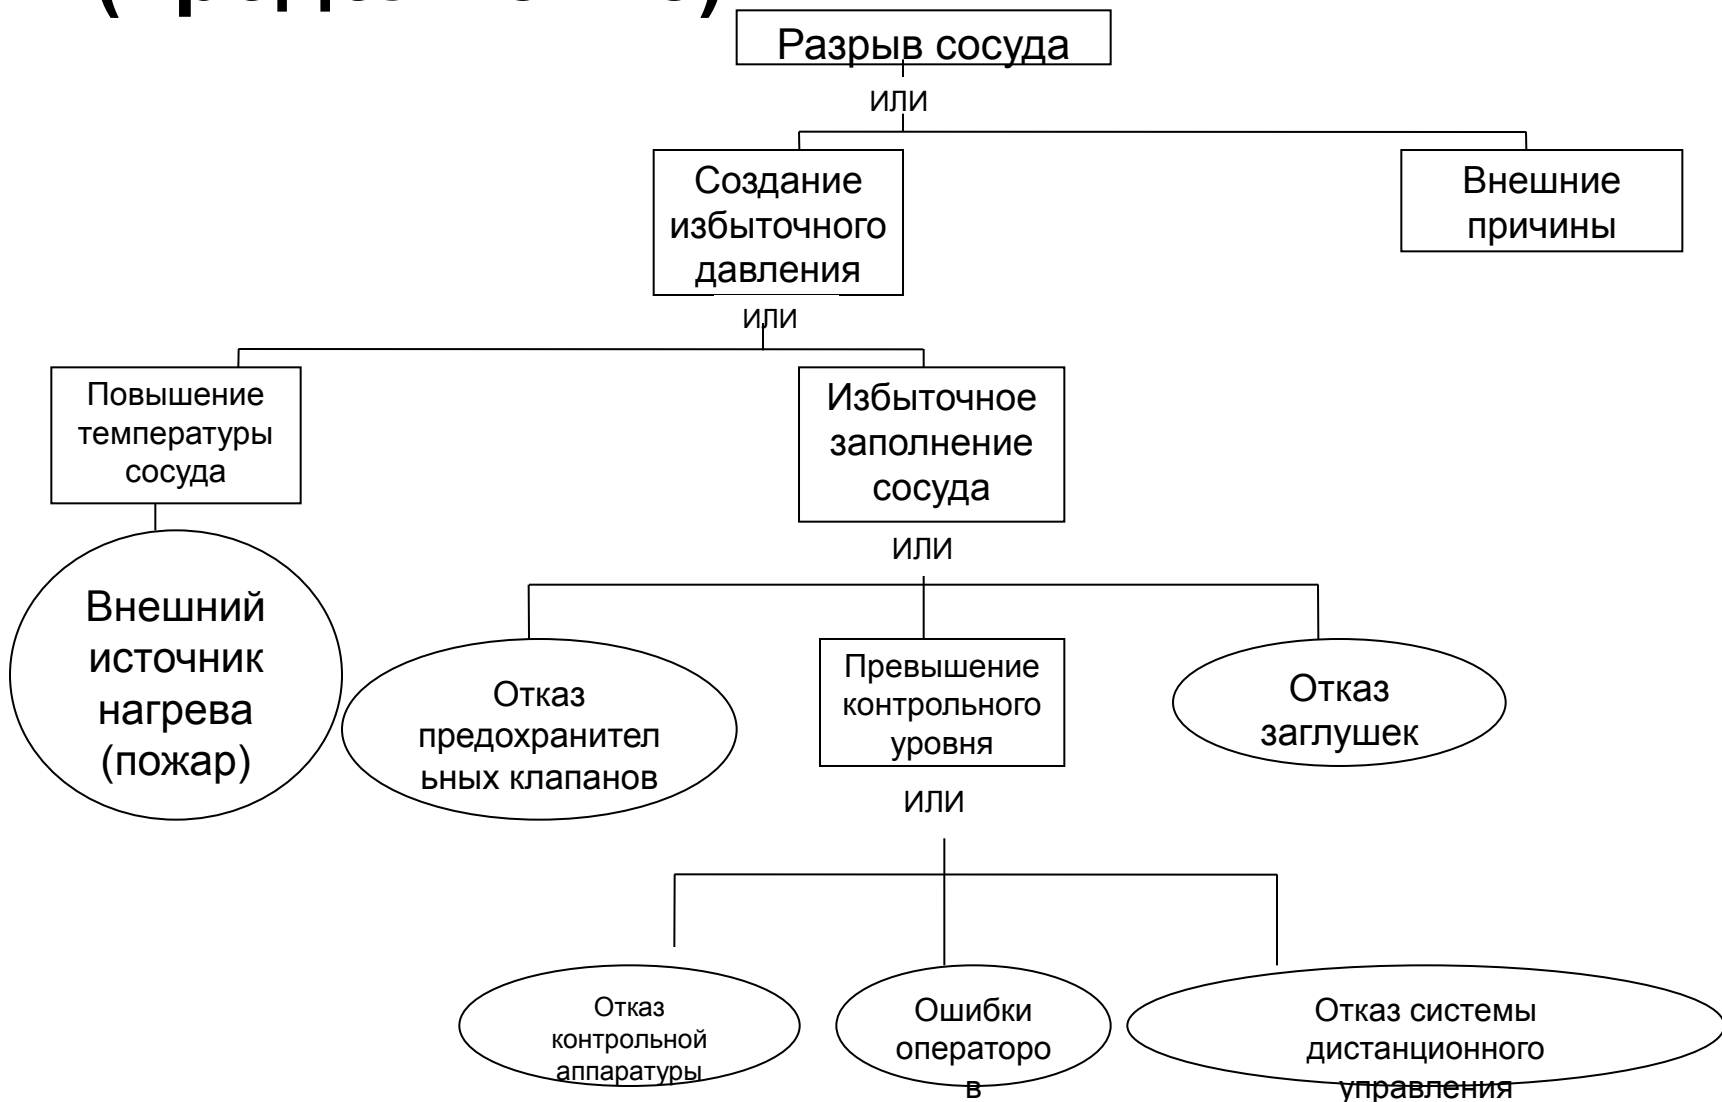 Разрыв сосуда
ИЛИ
Создание
избыточного
давления
Внешние
причины
ИЛИ
Повышение
температуры
сосуда
Избыточное
заполнение
сосуда
ИЛИ
Внешний
источник
нагрева
(пожар)
Отказ
предохранител
ьных клапанов
Превышение
контрольного
уровня
Отказ
заглушек
ИЛИ
Отказ
контрольной
аппаратуры
Ошибки
операторо
в
Отказ системы
дистанционного
управления